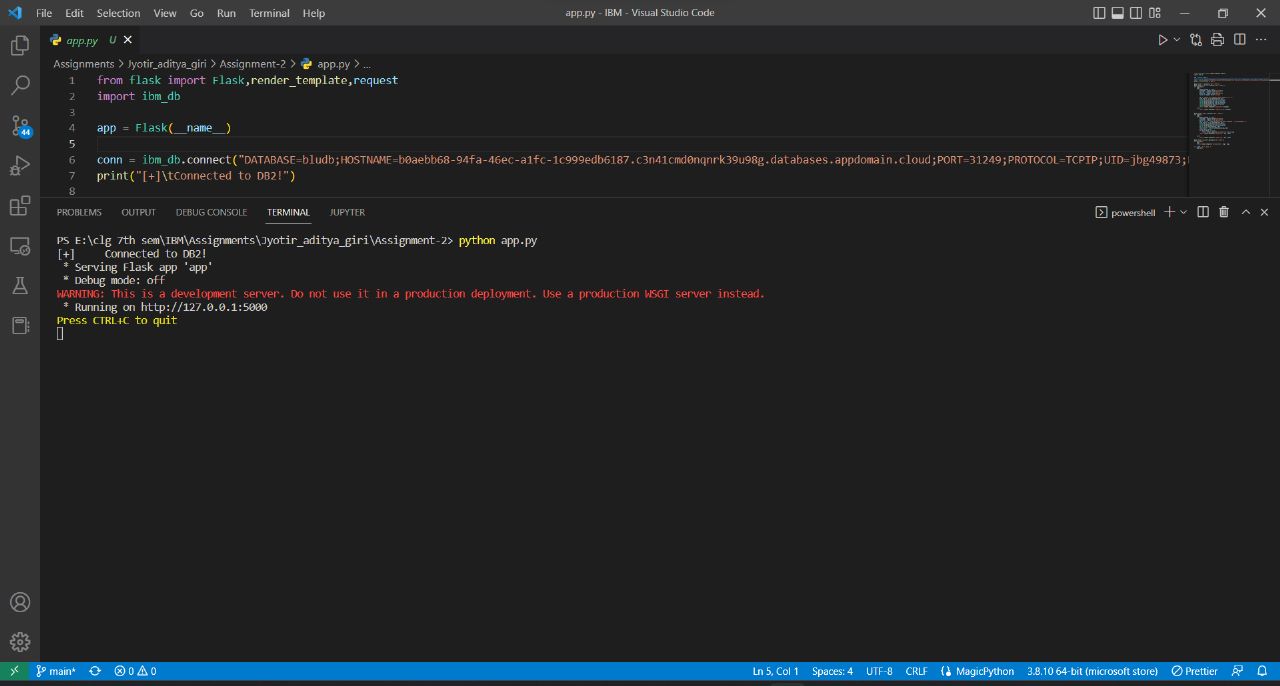 File Edit Selection View Go Run Terminal Help
app.py - IBM - Visual Studio Code
app.py U
Assignments > Jyotir_aditya_giri > Assignment-2 > app.py > ...
1 from flask import Flask,render_template,request
2 import ibm_db
3
4 app = Flask(__name__)
5
6 conn = ibm_db.connect("DATABASE=bludb;HOSTNAME=b0aebb68-94fa-46ec-a1fc-1c999edb6187.c3n41cmd0nqnrk39u98g.databases.appdomain.cloud;PORT=31249;PROTOCOL=TCPIP;UID=jbg49873;
7 print("[+]\tConnected to DB2!")
8
44
PROBLEMS OUTPUT DEBUG CONSOLE TERMINAL JUPYTER
powershell
PS E:\clg 7th sem\IBM\Assignments\Jyotir_aditya_giri\Assignment-2> python app.py
[+] Connected to DB2!
* Serving Flask app 'app'
* Debug mode: off
WARNING: This is a development server. Do not use it in a production deployment. Use a production WSGI server instead.
* Running on http://127.0.0.1:5000
Press CTRL+C to quit
main* 0 0
Ln 5, Col 1 Spaces: 4 UTF-8 CRLF MagicPython 3.8.10 64-bit (microsoft store) Prettier